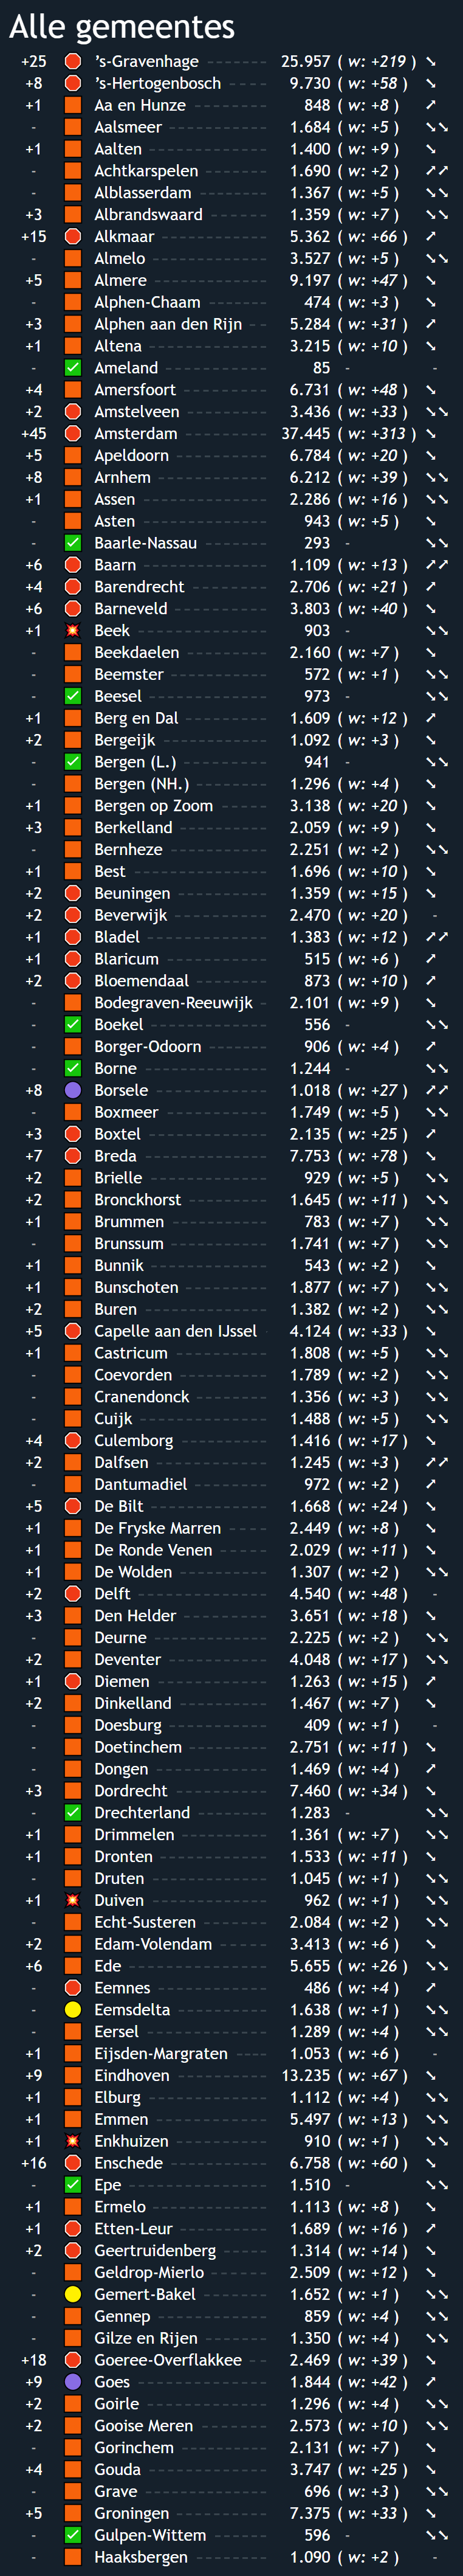 Alle gemeentes
+25 ’s-Gravenhage 25.957 ( w: +219 )
+8 ’s-Hertogenbosch 9.730 ( w: +58 )
+1 Aa en Hunze 848 ( w: +8 )
- Aalsmeer 1.684 ( w: +5 )
+1 Aalten 1.400 ( w: +9 )
- Achtkarspelen 1.690 ( w: +2 )
- Alblasserdam 1.367 ( w: +5 )
+3 Albrandswaard 1.359 ( w: +7 )
+15 Alkmaar 5.362 ( w: +66 )
- Almelo 3.527 ( w: +5 )
+5 Almere 9.197 ( w: +47 )
- Alphen-Chaam 474 ( w: +3 )
+3 Alphen aan den Rijn 5.284 ( w: +31 )
+1 Altena 3.215 ( w: +10 )
- Ameland 85 - -
+4 Amersfoort 6.731 ( w: +48 )
+2 Amstelveen 3.436 ( w: +33 )
+45 Amsterdam 37.445 ( w: +313 )
+5 Apeldoorn 6.784 ( w: +20 )
+8 Arnhem 6.212 ( w: +39 )
+1 Assen 2.286 ( w: +16 )
- Asten 943 ( w: +5 )
- Baarle-Nassau 293 -
+6 Baarn 1.109 ( w: +13 )
+4 Barendrecht 2.706 ( w: +21 )
+6 Barneveld 3.803 ( w: +40 )
+1 Beek 903 -
- Beekdaelen 2.160 ( w: +7 )
- Beemster 572 ( w: +1 )
- Beesel 973 -
+1 Berg en Dal 1.609 ( w: +12 )
+2 Bergeijk 1.092 ( w: +3 )
- Bergen (L.) 941 -
- Bergen (NH.) 1.296 ( w: +4 )
+1 Bergen op Zoom 3.138 ( w: +20 )
+3 Berkelland 2.059 ( w: +9 )
- Bernheze 2.251 ( w: +2 )
+1 Best 1.696 ( w: +10 )
+2 Beuningen 1.359 ( w: +15 )
+2 Beverwijk 2.470 ( w: +20 ) -
+1 Bladel 1.383 ( w: +12 )
+1 Blaricum 515 ( w: +6 )
+2 Bloemendaal 873 ( w: +10 )
- Bodegraven-Reeuwijk 2.101 ( w: +9 )
- Boekel 556 -
- Borger-Odoorn 906 ( w: +4 )
- Borne 1.244 -
+8 Borsele 1.018 ( w: +27 )
- Boxmeer 1.749 ( w: +5 )
+3 Boxtel 2.135 ( w: +25 )
+7 Breda 7.753 ( w: +78 )
+2 Brielle 929 ( w: +5 )
+2 Bronckhorst 1.645 ( w: +11 )
+1 Brummen 783 ( w: +7 )
- Brunssum 1.741 ( w: +7 )
+1 Bunnik 543 ( w: +2 )
+1 Bunschoten 1.877 ( w: +7 )
+2 Buren 1.382 ( w: +2 )
+5 Capelle aan den IJssel 4.124 ( w: +33 )
+1 Castricum 1.808 ( w: +5 )
- Coevorden 1.789 ( w: +2 )
- Cranendonck 1.356 ( w: +3 )
- Cuijk 1.488 ( w: +5 )
+4 Culemborg 1.416 ( w: +17 )
+2 Dalfsen 1.245 ( w: +3 )
- Dantumadiel 972 ( w: +2 )
+5 De Bilt 1.668 ( w: +24 )
+1 De Fryske Marren 2.449 ( w: +8 )
+1 De Ronde Venen 2.029 ( w: +11 )
+1 De Wolden 1.307 ( w: +2 )
+2 Delft 4.540 ( w: +48 ) -
+3 Den Helder 3.651 ( w: +18 )
- Deurne 2.225 ( w: +2 )
+2 Deventer 4.048 ( w: +17 )
+1 Diemen 1.263 ( w: +15 )
+2 Dinkelland 1.467 ( w: +7 )
- Doesburg 409 ( w: +1 ) -
- Doetinchem 2.751 ( w: +11 )
- Dongen 1.469 ( w: +4 )
+3 Dordrecht 7.460 ( w: +34 )
- Drechterland 1.283 -
+1 Drimmelen 1.361 ( w: +7 )
+1 Dronten 1.533 ( w: +11 )
- Druten 1.045 ( w: +1 )
+1 Duiven 962 ( w: +1 )
- Echt-Susteren 2.084 ( w: +2 )
+2 Edam-Volendam 3.413 ( w: +6 )
+6 Ede 5.655 ( w: +26 )
- Eemnes 486 ( w: +4 )
- Eemsdelta 1.638 ( w: +1 )
- Eersel 1.289 ( w: +4 )
+1 Eijsden-Margraten 1.053 ( w: +6 ) -
+9 Eindhoven 13.235 ( w: +67 )
+1 Elburg 1.112 ( w: +4 )
+1 Emmen 5.497 ( w: +13 )
+1 Enkhuizen 910 ( w: +1 )
+16 Enschede 6.758 ( w: +60 )
- Epe 1.510 -
+1 Ermelo 1.113 ( w: +8 )
+1 Etten-Leur 1.689 ( w: +16 )
+2 Geertruidenberg 1.314 ( w: +14 )
- Geldrop-Mierlo 2.509 ( w: +12 )
- Gemert-Bakel 1.652 ( w: +1 )
- Gennep 859 ( w: +4 )
- Gilze en Rijen 1.350 ( w: +4 )
+18 Goeree-Overflakkee 2.469 ( w: +39 )
+9 Goes 1.844 ( w: +42 )
+2 Goirle 1.296 ( w: +4 )
+2 Gooise Meren 2.573 ( w: +10 )
- Gorinchem 2.131 ( w: +7 )
+4 Gouda 3.747 ( w: +25 )
- Grave 696 ( w: +3 )
+5 Groningen 7.375 ( w: +33 )
- Gulpen-Wittem 596 -
- Haaksbergen 1.090 ( w: +2 ) -